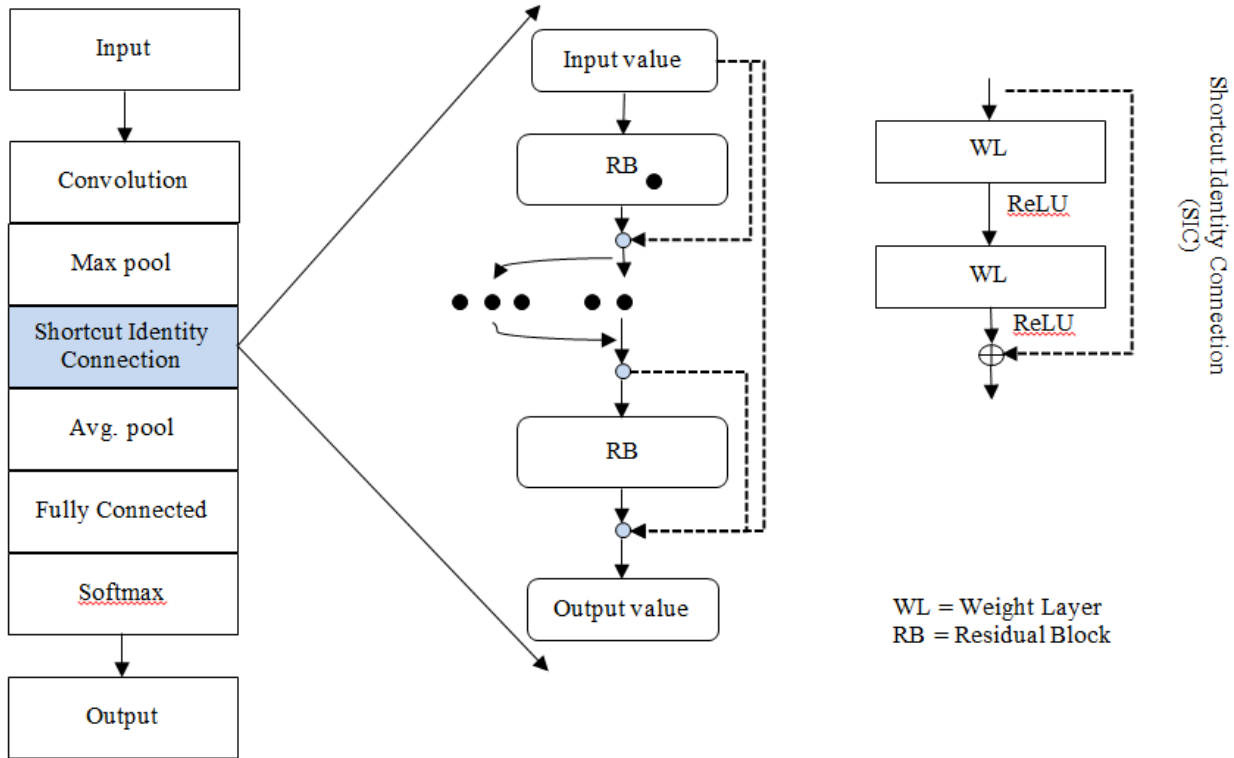 Input
Convolution
Max pool
Shortcut Identity
Connection
Avg. pool
Fully Connected
Softmax
Output
Input value
RB
RB
Output value
WL
ReLU
WL
ReLU
Shortcut Identity Connection
(SIC)
WL = Weight Layer
RB = Residual Block